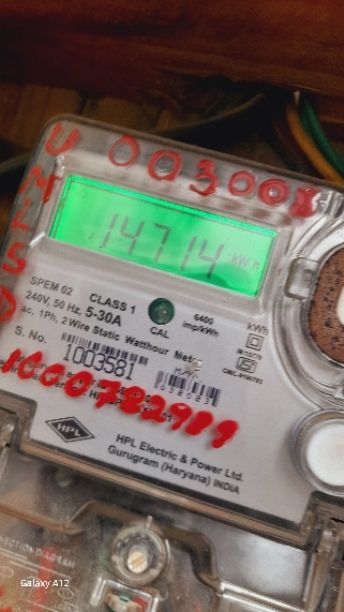 U 003008
14714 kWh
SPEM 02 CLASS 1
240V, 50 Hz, 5-30A
CAL
6400
imp/kWh
kWh
ac, 1Ph, 2 Wire Static Watthour Meter
S. No.
1003581
1000782989
HPL
HPL Electric & Power Ltd.
Gurugram (Haryana) INDIA
Galaxy A12